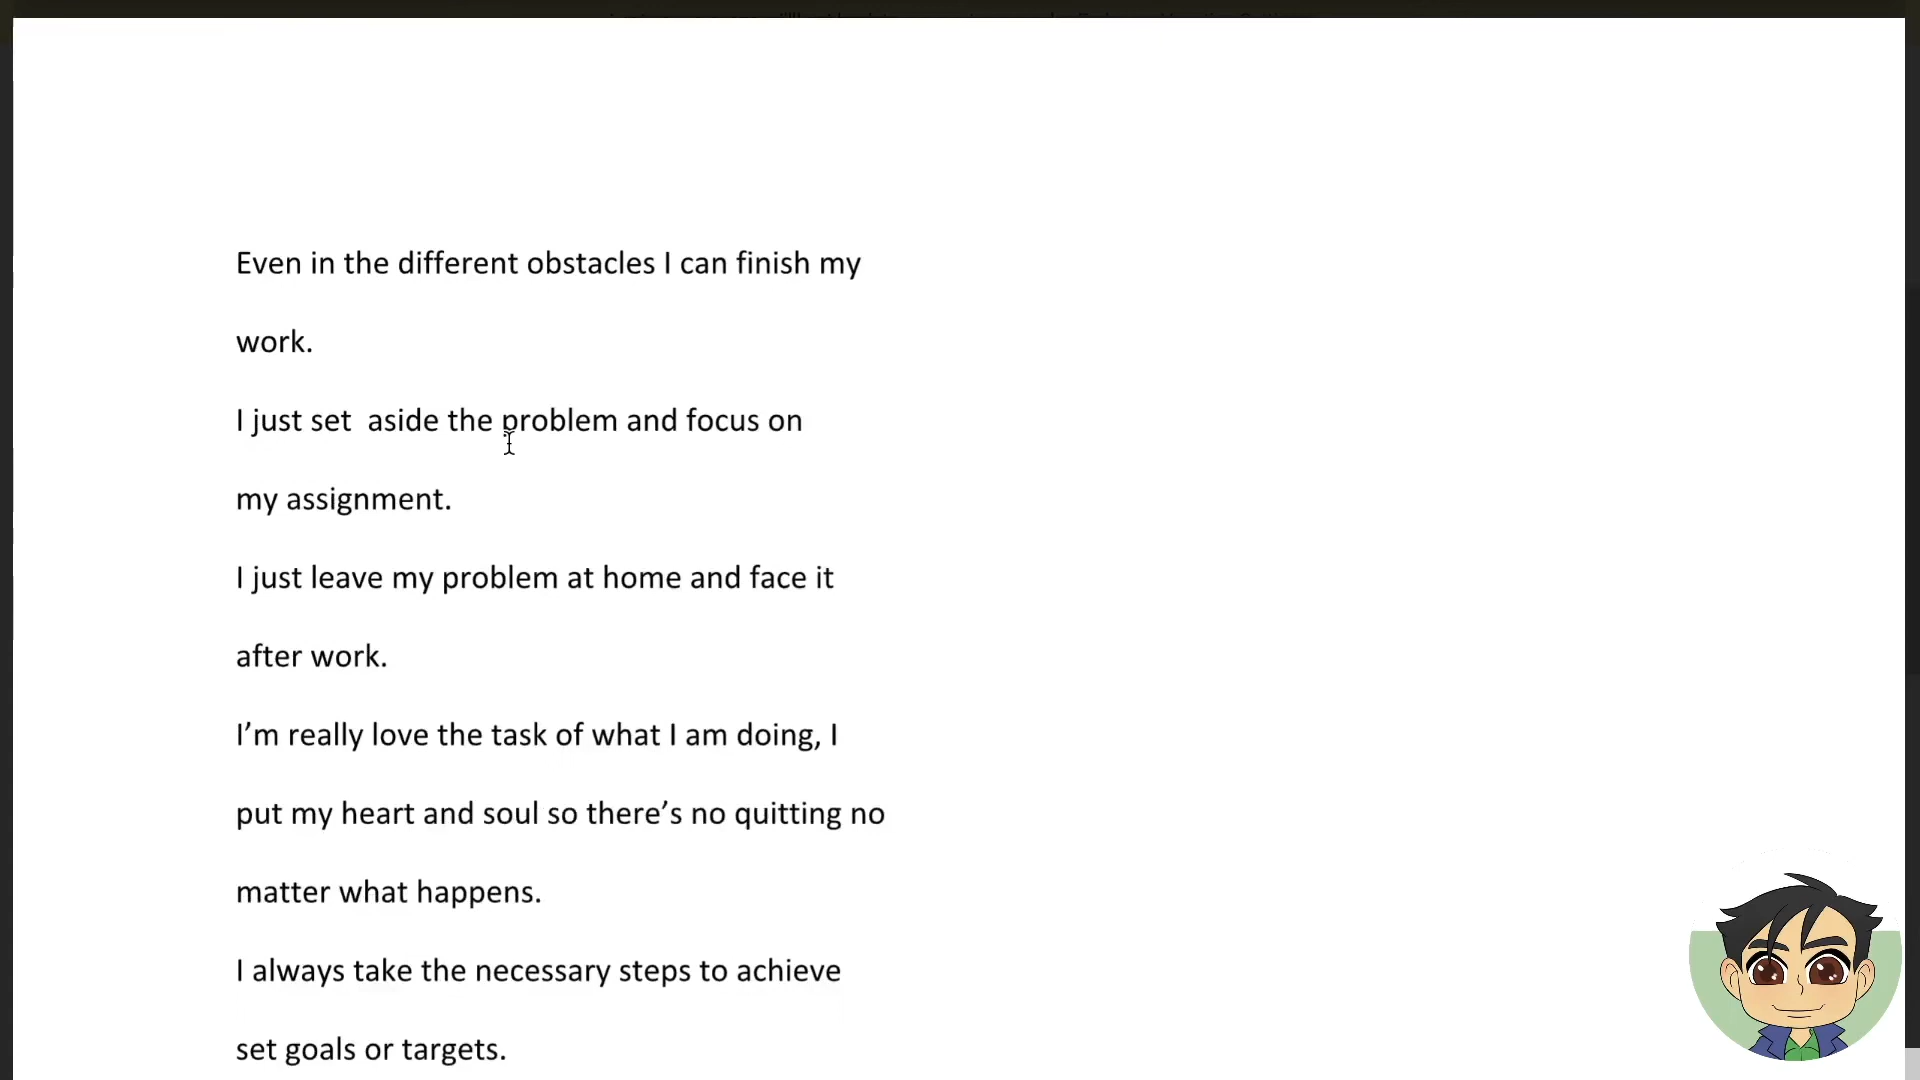 Even in the different obstacles I can finish my
work.
I just set  aside the problem and focus on
my assignment.
I just leave my problem at home and face it
after work.
I’m really love the task of what I am doing, I
put my heart and soul so there’s no quitting no
matter what happens.
I always take the necessary steps to achieve
set goals or targets.